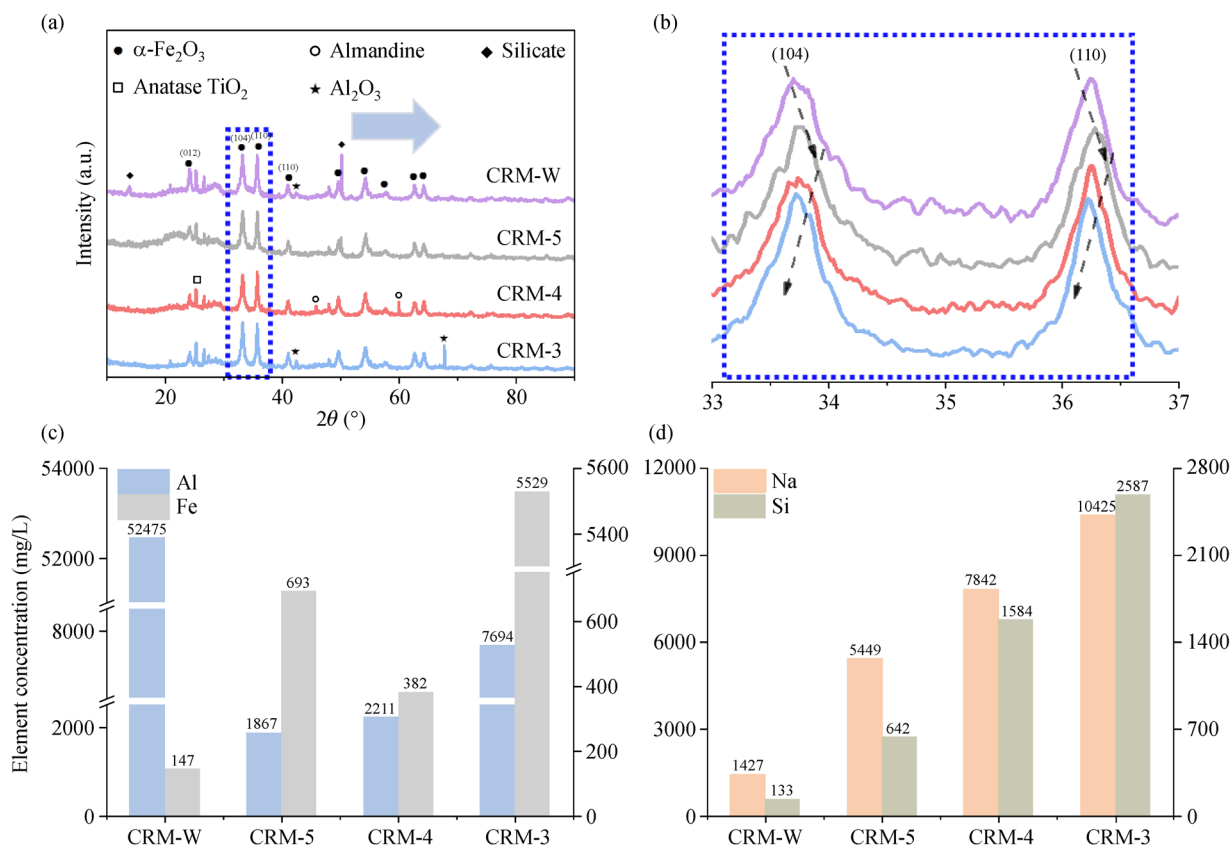 (a)
α-Fe₂O₃
Almandine
Silicate
Anatase TiO₂
Al₂O₃
(012)
(104)
(110)
(110)
CRM-W
CRM-5
CRM-4
CRM-3
Intensity (a.u.)
20 40 60 80
2θ (°)
(b)
(104)
(110)
33 34 35 36 37
(c)
Al
Fe
54000
52000
8000
2000
0
5600
5400
600
400
200
0
52475
147
1867
693
2211
382
7694
5529
Element concentration (mg/L)
CRM-W CRM-5 CRM-4 CRM-3
(d)
Na
Si
12000
9000
6000
3000
0
2800
2100
1400
700
0
1427
133
5449
642
7842
1584
10425
2587
CRM-W CRM-5 CRM-4 CRM-3